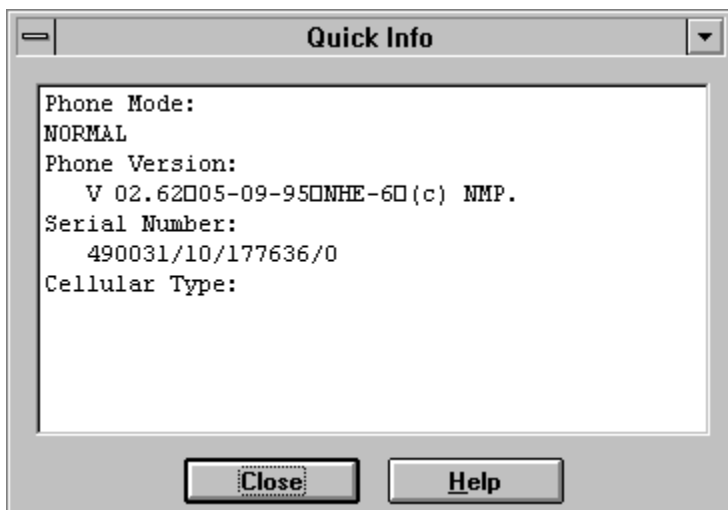 Quick Info
Phone Mode:
NORMAL
Phone Version:
V 02.62□05-09-95□NHE-6□(c) NMP.
Serial Number:
490031/10/177636/0
Cellular Type:
Close
Help